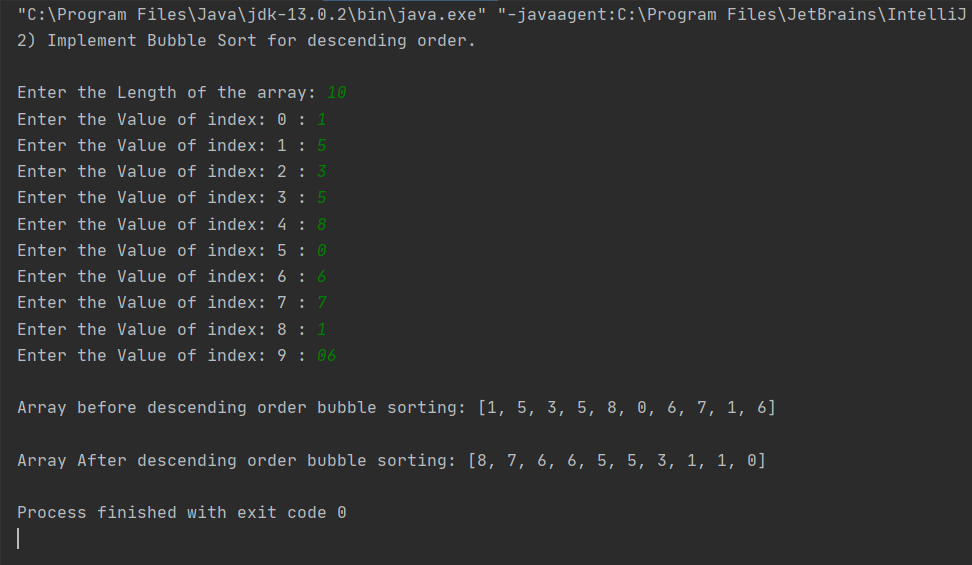 "C:\Program Files\Java\jdk-13.0.2\bin\java.exe" "-javaagent:C:\Program Files\JetBrains\IntelliJ
2) Implement Bubble Sort for descending order.
Enter the Length of the array: 10
Enter the Value of index: 0 : 1
Enter the Value of index: 1 : 5
Enter the Value of index: 2 : 3
Enter the Value of index: 3 : 5
Enter the Value of index: 4 : 8
Enter the Value of index: 5 : 0
Enter the Value of index: 6 : 6
Enter the Value of index: 7 : 7
Enter the Value of index: 8 : 1
Enter the Value of index: 9 : 06
Array before descending order bubble sorting: [1, 5, 3, 5, 8, 0, 6, 7, 1, 6]
Array After descending order bubble sorting: [8, 7, 6, 6, 5, 5, 3, 1, 1, 0]
Process finished with exit code 0